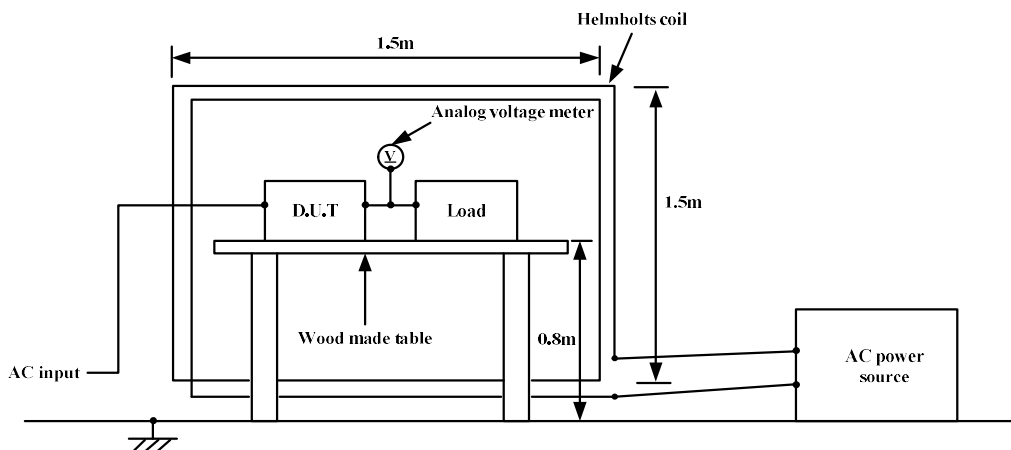 Helmholts coil
1.5m
Analog voltage meter
V
D.U.T
Load
1.5m
Wood made table
0.8m
AC input
AC power
source